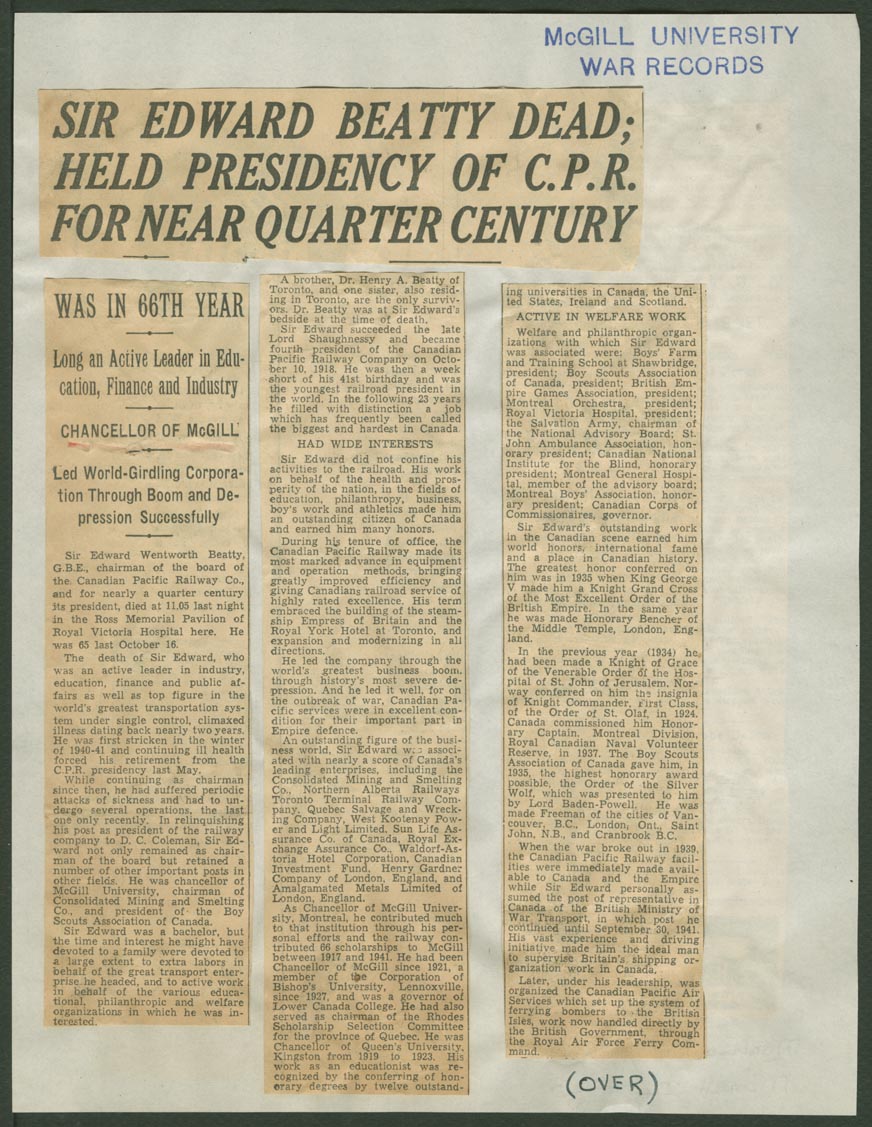 McGILL UNIVERSITY
WAR RECORDS
SIR EDWARD BEATTY DEAD;
HELD PRESIDENCY OF C.P.R.
FOR NEAR QUARTER CENTURY
WAS IN 66TH YEAR
Long an Active Leader in Edu-
cation, Finance and Industry
CHANCELLOR OF McGILL
Led World-Girdling Corpora-
tion Through Boom and De-
pression Successfully
Sir Edward Wentworth Beatty,
G.B.E., chairman of the board of
the Canadian Pacific Railway Co.,
and for nearly a quarter century
its president, died at 11.05 last night
in the Ross Memorial Pavilion of
Royal Victoria Hospital here. He
was 65 last October 16.
The death of Sir Edward, who
was an active leader in industry,
education, finance and public af-
fairs as well as top figure in the
world's greatest transportation sys-
tem under single control, climaxed
illness dating back nearly two years.
He was first stricken in the winter
of 1940-41 and continuing ill health
forced his retirement from the
C.P.R. presidency last May.
While continuing as chairman
since then, he had suffered periodic
attacks of sickness and had to un-
dergo several operations, the last
one only recently. In relinquishing
his post as president of the railway
company to D. C. Coleman, Sir Ed-
ward not only remained as chair-
man of the board but retained a
number of other important posts in
other fields. He was chancellor of
McGill University, chairman of
Consolidated Mining and Smelting
Co., and president of the Boy
Scouts Association of Canada.
Sir Edward was a bachelor, but
the time and interest he might have
devoted to a family were devoted to
a large extent to extra labors in
behalf of the great transport enter-
prise he headed, and to active work
in behalf of the various educa-
tional, philanthropic and welfare
organizations in which he was in-
terested.
A brother, Dr. Henry A. Beatty of
Toronto, and one sister, also resid-
ing in Toronto, are the only surviv-
ors. Dr. Beatty was at Sir Edward's
bedside at the time of death.
Sir Edward succeeded the late
Lord Shaughnessy and became
fourth president of the Canadian
Pacific Railway Company on Octo-
ber 10, 1918. He was then a week
short of his 41st birthday and was
the youngest railroad president in
the world. In the following 23 years
he filled with distinction a job
which has frequently been called
the biggest and hardest in Canada.
HAD WIDE INTERESTS
Sir Edward did not confine his
activities to the railroad. His work
on behalf of the health and pros-
perity of the nation, in the fields of
education, philanthropy, business,
boy's work and athletics made him
an outstanding citizen of Canada
and earned him many honors.
During his tenure of office, the
Canadian Pacific Railway made its
most marked advance in equipment
and operation methods, bringing
greatly improved efficiency and
giving Canadians railroad service of
highly rated excellence. His term
embraced the building of the steam-
ship Empress of Britain and the
Royal York Hotel at Toronto, and
expansion and modernizing in all
directions.
He led the company through the
world's greatest business boom,
through history's most severe de-
pression. And he led it well, for on
the outbreak of war, Canadian Pa-
cific services were in excellent con-
dition for their important part in
Empire defence.
An outstanding figure of the busi-
ness world, Sir Edward was associ-
ated with nearly a score of Canada's
leading enterprises, including the
Consolidated Mining and Smelting
Co., Northern Alberta Railways
Toronto Terminal Railway Com-
pany, Quebec Salvage and Wreck-
ing Company, West Kootenay Pow-
er and Light Limited, Sun Life As-
surance Co. of Canada, Royal Ex-
change Assurance Co., Waldorf-As-
toria Hotel Corporation, Canadian
Investment Fund, Henry Gardner
Company of London, England, and
Amalgamated Metals Limited of
London, England.
As Chancellor of McGill Univer-
sity, Montreal, he contributed much
to that institution through his per-
sonal efforts and the railway con-
tributed 66 scholarships to McGill
between 1917 and 1941. He had been
Chancellor of McGill since 1921, a
member of the Corporation of
Bishop's University, Lennoxville,
since 1927, and was a governor of
Lower Canada College. He had also
served as chairman of the Rhodes
Scholarship Selection Committee
for the province of Quebec. He was
Chancellor of Queen's University,
Kingston from 1919 to 1923. His
work as an educationist was re-
cognized by the conferring of hon-
orary degrees by twelve outstand-
ing universities in Canada, the Uni-
ted States, Ireland and Scotland.
ACTIVE IN WELFARE WORK
Welfare and philanthropic organ-
izations with which Sir Edward
was associated were: Boys' Farm
and Training School at Shawbridge,
president; Boy Scouts Association
of Canada, president; British Em-
pire Games Association, president;
Montreal Orchestra, president;
Royal Victoria Hospital, president;
the Salvation Army, chairman of
the National Advisory Board; St.
John Ambulance Association, hon-
orary president; Canadian National
Institute for the Blind, honorary
president; Montreal General Hospi-
tal, member of the advisory board;
Montreal Boys' Association, honor-
ary president; Canadian Corps of
Commissionaires, governor.
Sir Edward's outstanding work
in the Canadian scene earned him
world honors, international fame
and a place in Canadian history.
The greatest honor conferred on
him was in 1935 when King George
V made him a Knight Grand Cross
of the Most Excellent Order of the
British Empire. In the same year
he was made Honorary Bencher of
the Middle Temple, London, Eng-
land.
In the previous year (1934) he
had been made a Knight of Grace
of the Venerable Order of the Hos-
pital of St. John of Jerusalem, Nor-
way conferred on him the insignia
of Knight Commander, First Class,
of the Order of St. Olaf, in 1924.
Canada commissioned him Honor-
ary Captain, Montreal Division,
Royal Canadian Naval Volunteer
Reserve, in 1937. The Boy Scouts
Association of Canada gave him, in
1935, the highest honorary award
possible, the Order of the Silver
Wolf, which was presented to him
by Lord Baden-Powell. He was
made Freeman of the cities of Van-
couver, B.C., London, Ont., Saint
John, N.B., and Cranbrook B.C.
When the war broke out in 1939,
the Canadian Pacific Railway facil-
ities were immediately made avail-
able to Canada and the Empire
while Sir Edward personally as-
sumed the post of representative in
Canada of the British Ministry of
War Transport, in which post he
continued until September 30, 1941.
His vast experience and driving
initiative made him the ideal man
to supervise Britain's shipping or-
ganization work in Canada.
Later, under his leadership, was
organized the Canadian Pacific Air
Services which set up the system of
ferrying bombers to the British
Isles, work now handled directly by
the British Government, through
the Royal Air Force Ferry Com-
mand.
(OVER)